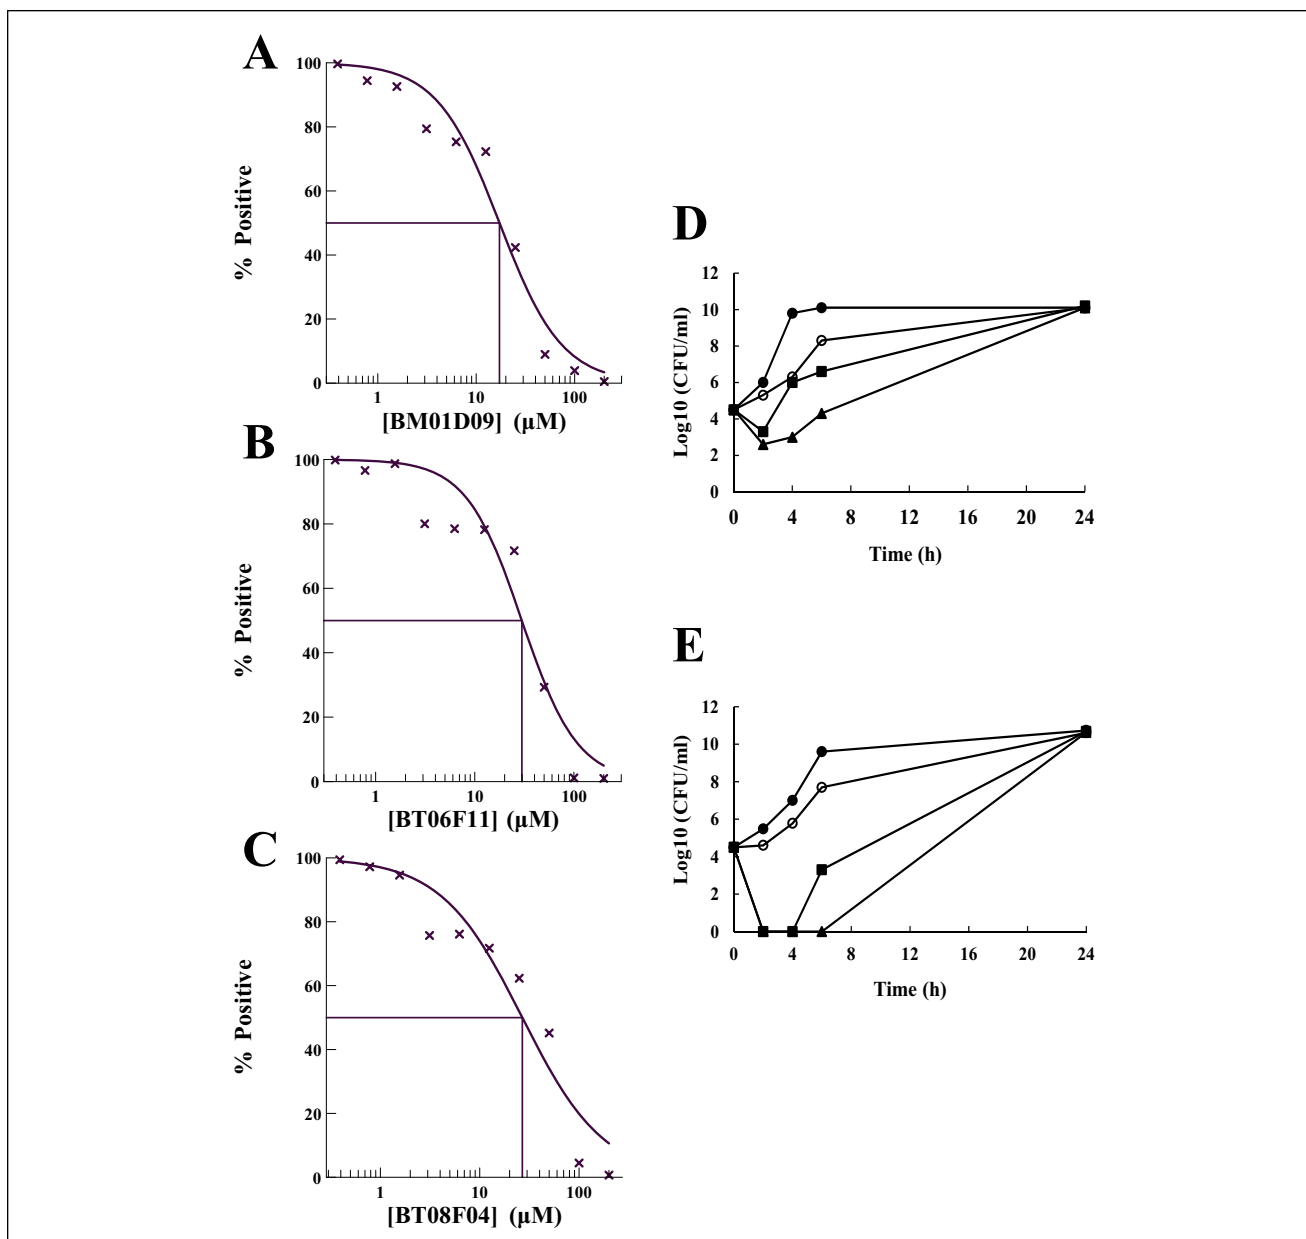 A
100
80
60
40
20
0
% Positive
1 10 100
[BM01D09] (μM)
B
100
80
60
40
20
0
% Positive
1 10 100
[BT06F11] (μM)
C
100
80
60
40
20
0
% Positive
1 10 100
[BT08F04] (μM)
D
12
10
8
6
4
2
0
Log10 (CFU/ml)
0 4 8 12 16 20 24
Time (h)
E
12
10
8
6
4
2
0
Log10 (CFU/ml)
0 4 8 12 16 20 24
Time (h)